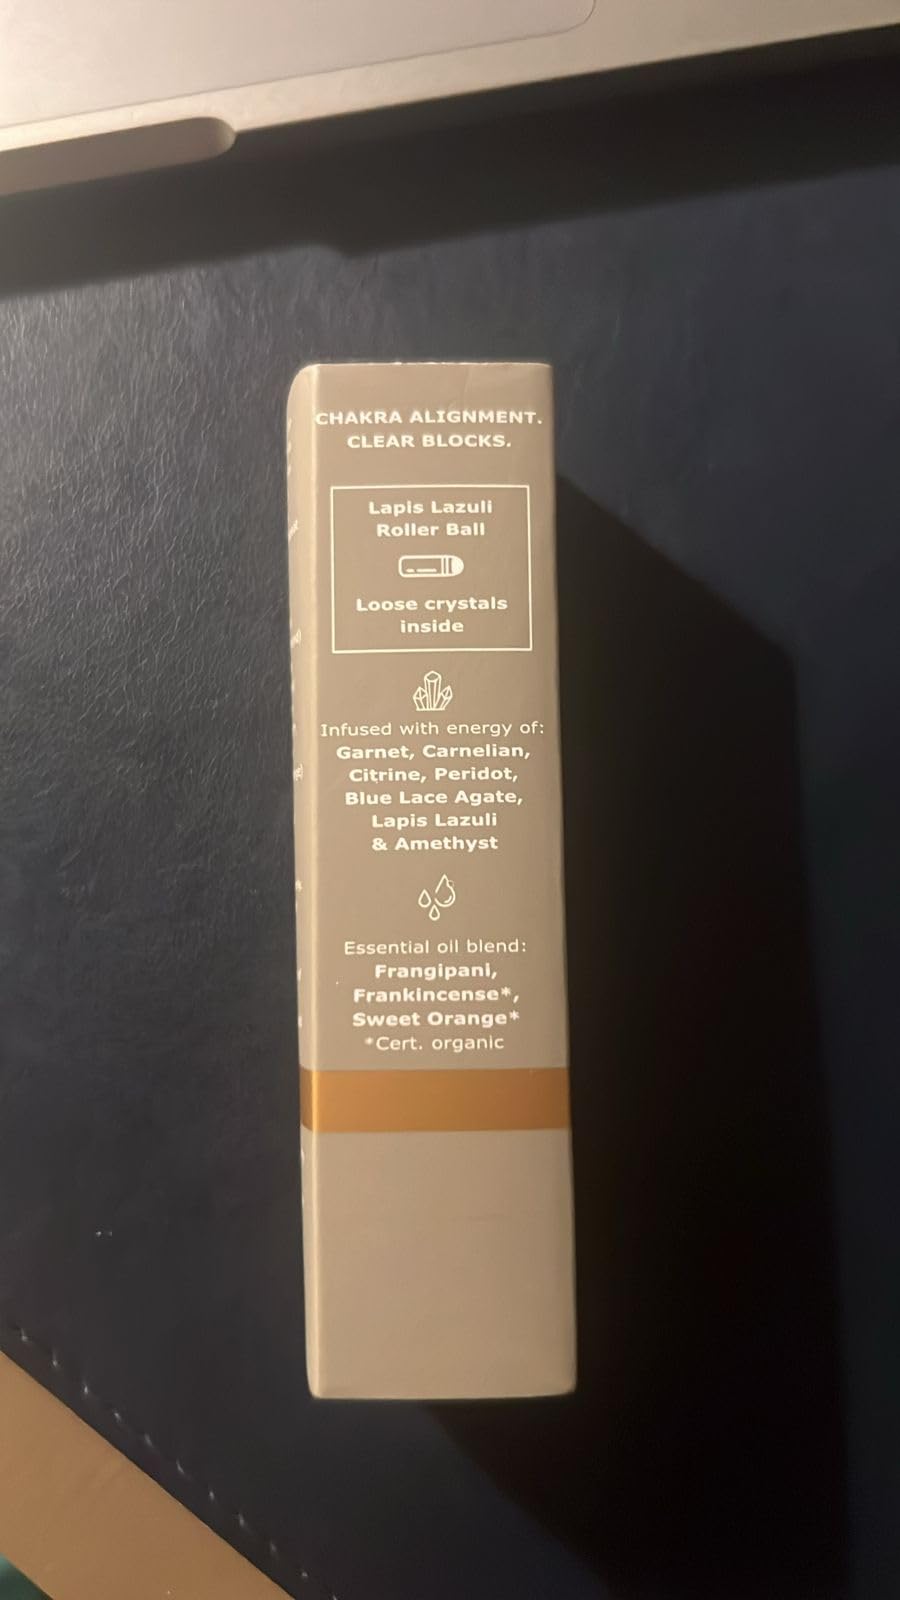 CHAKRA ALIGNMENT.
CLEAR BLOCKS.
Lapis Lazuli
Roller Ball
Loose crystals
inside
Infused with energy of:
Garnet, Carnelian,
Citrine, Peridot,
Blue Lace Agate,
Lapis Lazuli
& Amethyst
Essential oil blend:
Frangipani,
Frankincense*,
Sweet Orange*
*Cert. organic